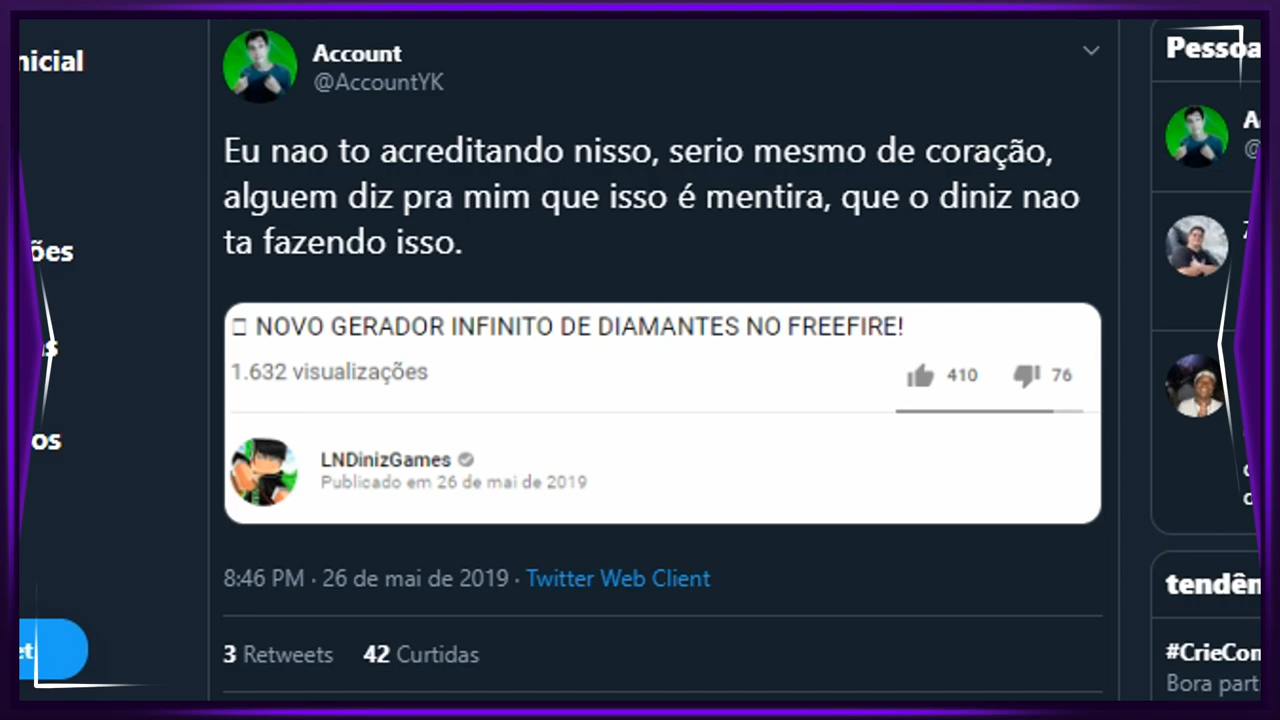 nicial
Account
@AccountYK
Pessoa
Eu nao to acreditando nisso, serio mesmo de coração,
alguem diz pra mim que isso é mentira, que o diniz nao
ta fazendo isso.
ões
NOVO GERADOR INFINITO DE DIAMANTES NO FREEFIRE!
1.632 visualizações
410
76
os
LNDinizGames
Publicado em 26 de mai de 2019
8:46 PM · 26 de mai de 2019 · Twitter Web Client
tendên
3 Retweets 42 Curtidas
#CrieCon
Bora part